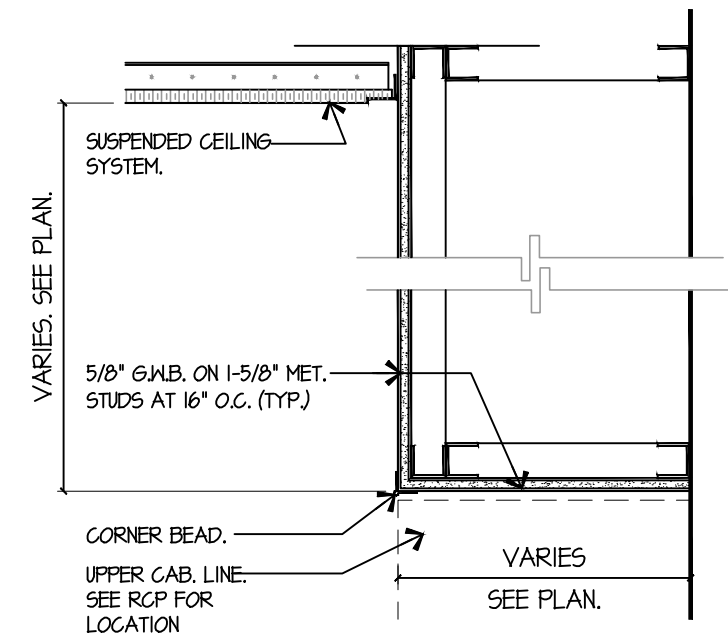 SUSPENDED CEILING
SYSTEM.
VARIES. SEE PLAN.
5/8" G.W.B. ON 1-5/8" MET.
STUDS AT 16" O.C. (TYP.)
CORNER BEAD.
UPPER CAB. LINE.
SEE RCP FOR
LOCATION
VARIES
SEE PLAN.